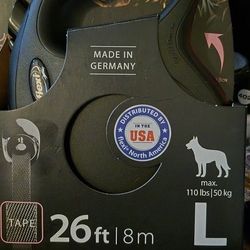 flexi
MADE IN
GERMANY
DISTRIBUTED BY
IN THE
USA
flexi North America
max.
110 lbs | 50 kg
TAPE
26 ft | 8 m
L